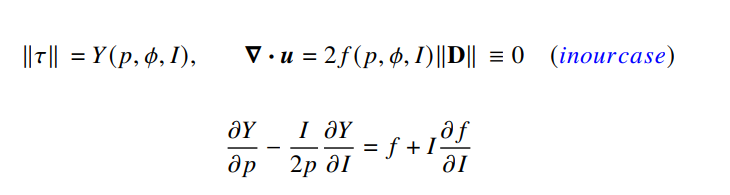 ‖τ‖ = Y(p, ϕ, I), ∇ · u = 2f(p, ϕ, I)‖D‖ ≡ 0 (inourcase)
∂Y/∂p − I/2p ∂Y/∂I = f + I ∂f/∂I